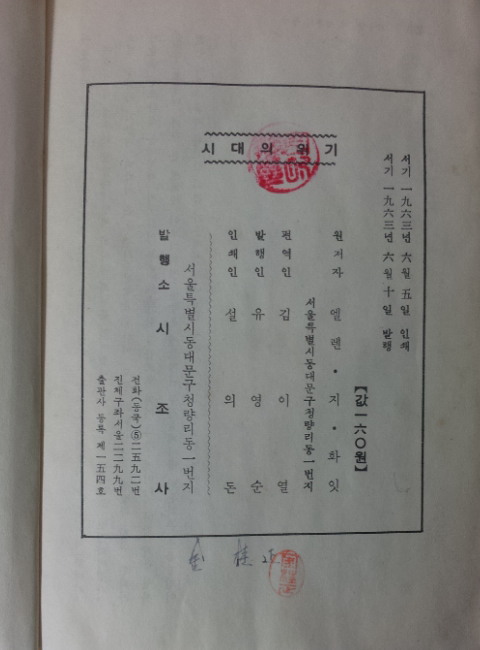 서기 一九六三년 六월 五일 인쇄
서기 一九六三년 六월 十일 발행
시대의 위기
【값 一六○원】
원저자 엘렌・지・화잇
서울특별시동대문구청량리동一번지
편역인 김이열
발행인 유영순
인쇄인 설의돈
서울특별시동대문구청량리동一번지
발행소 시조사
전화(동국)⑤二五九二번
진체구좌서울二二九九번
출판사 등록 제一五四호